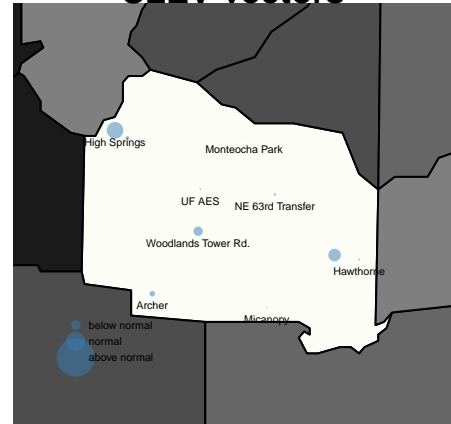 High Springs
Monteocha Park
UF AES
NE 63rd Transfer
Woodlands Tower Rd.
Hawthorne
Archer
Micanopy
below normal
normal
above normal